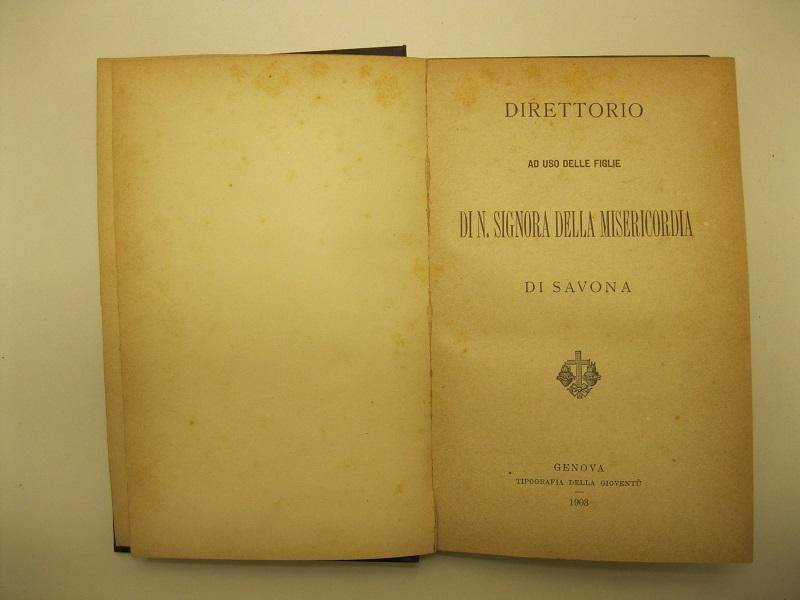 DIRETTORIO
AD USO DELLE FIGLIE
DI N. SIGNORA DELLA MISERICORDIA
DI SAVONA
GENOVA
TIPOGRAFIA DELLA GIOVENTÙ
1903